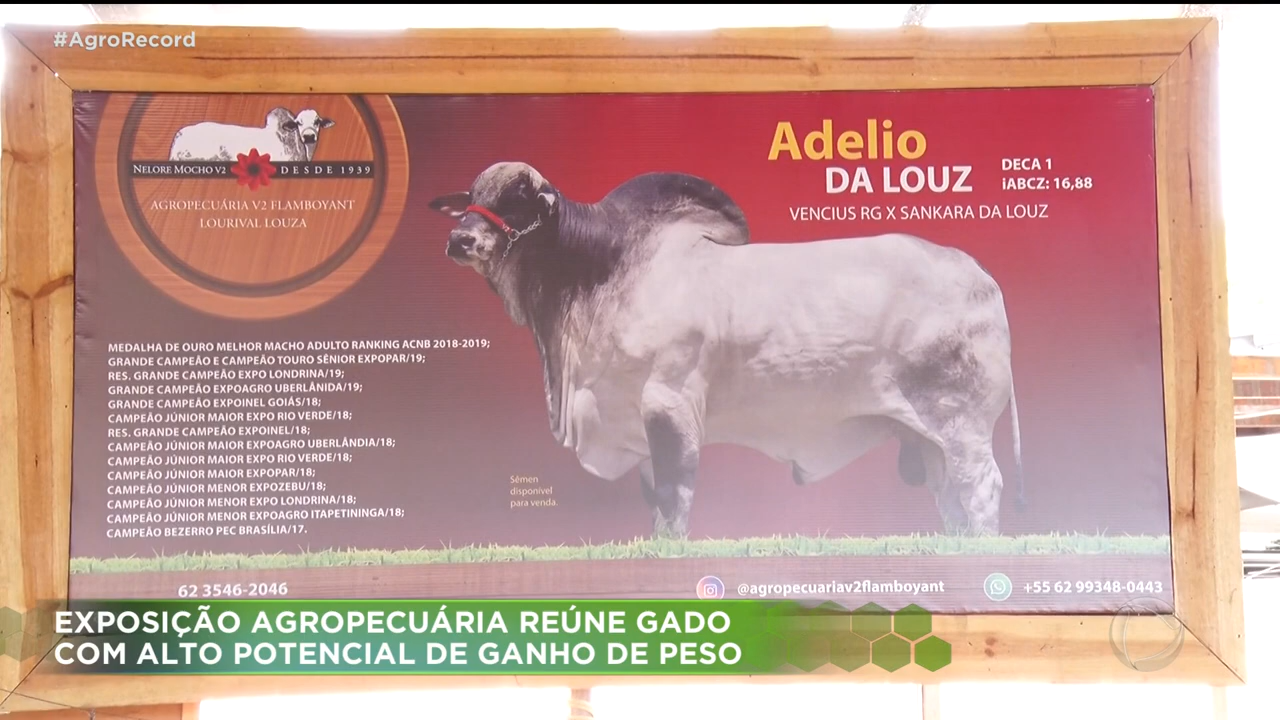 #AgroRecord
NELORE MOCHO V2 DESDE 1939
AGROPECUÁRIA V2 FLAMBOYANT
LOURIVAL LOUZA
Adelio
DA LOUZ
DECA 1
iABCZ: 16,88
VENCIUS RG X SANKARA DA LOUZ
MEDALHA DE OURO MELHOR MACHO ADULTO RANKING ACNB 2018-2019;
GRANDE CAMPEÃO E CAMPEÃO TOURO SÊNIOR EXPOPAR/19;
RES. GRANDE CAMPEÃO EXPO LONDRINA/19;
GRANDE CAMPEÃO EXPOAGRO UBERLÂNIDA/19;
GRANDE CAMPEÃO EXPOINEL GOIÁS/18;
CAMPEÃO JÚNIOR MAIOR EXPO RIO VERDE/18;
RES. GRANDE CAMPEÃO EXPOINEL/18;
CAMPEÃO JÚNIOR MAIOR EXPOAGRO UBERLÂNDIA/18;
CAMPEÃO JÚNIOR MAIOR EXPO RIO VERDE/18;
CAMPEÃO JÚNIOR MAIOR EXPOPAR/18;
CAMPEÃO JÚNIOR MENOR EXPOZEBU/18;
CAMPEÃO JÚNIOR MENOR EXPO LONDRINA/18;
CAMPEÃO JÚNIOR MENOR EXPOAGRO ITAPETININGA/18;
CAMPEÃO BEZERRO PEC BRASÍLIA/17.
Sêmen
disponível
para venda.
62 3546-2046
@agropecuariav2flamboyant
+55 62 99348-0443
EXPOSIÇÃO AGROPECUÁRIA REÚNE GADO
COM ALTO POTENCIAL DE GANHO DE PESO